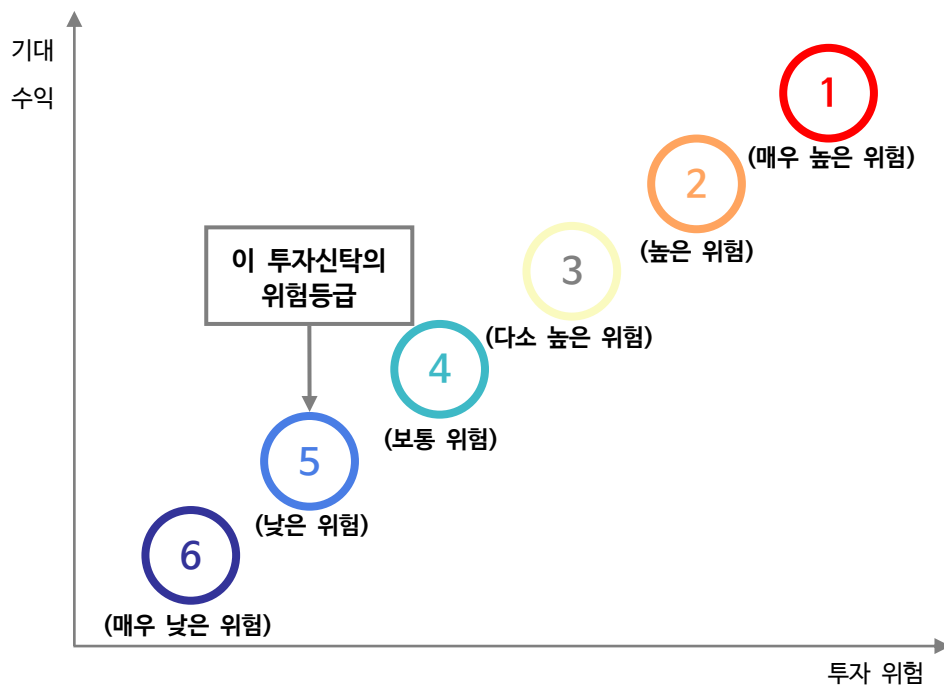 기대
수익
1
(매우 높은 위험)
2
(높은 위험)
이 투자신탁의
위험등급
3
(다소 높은 위험)
4
(보통 위험)
5
(낮은 위험)
6
(매우 낮은 위험)
투자 위험